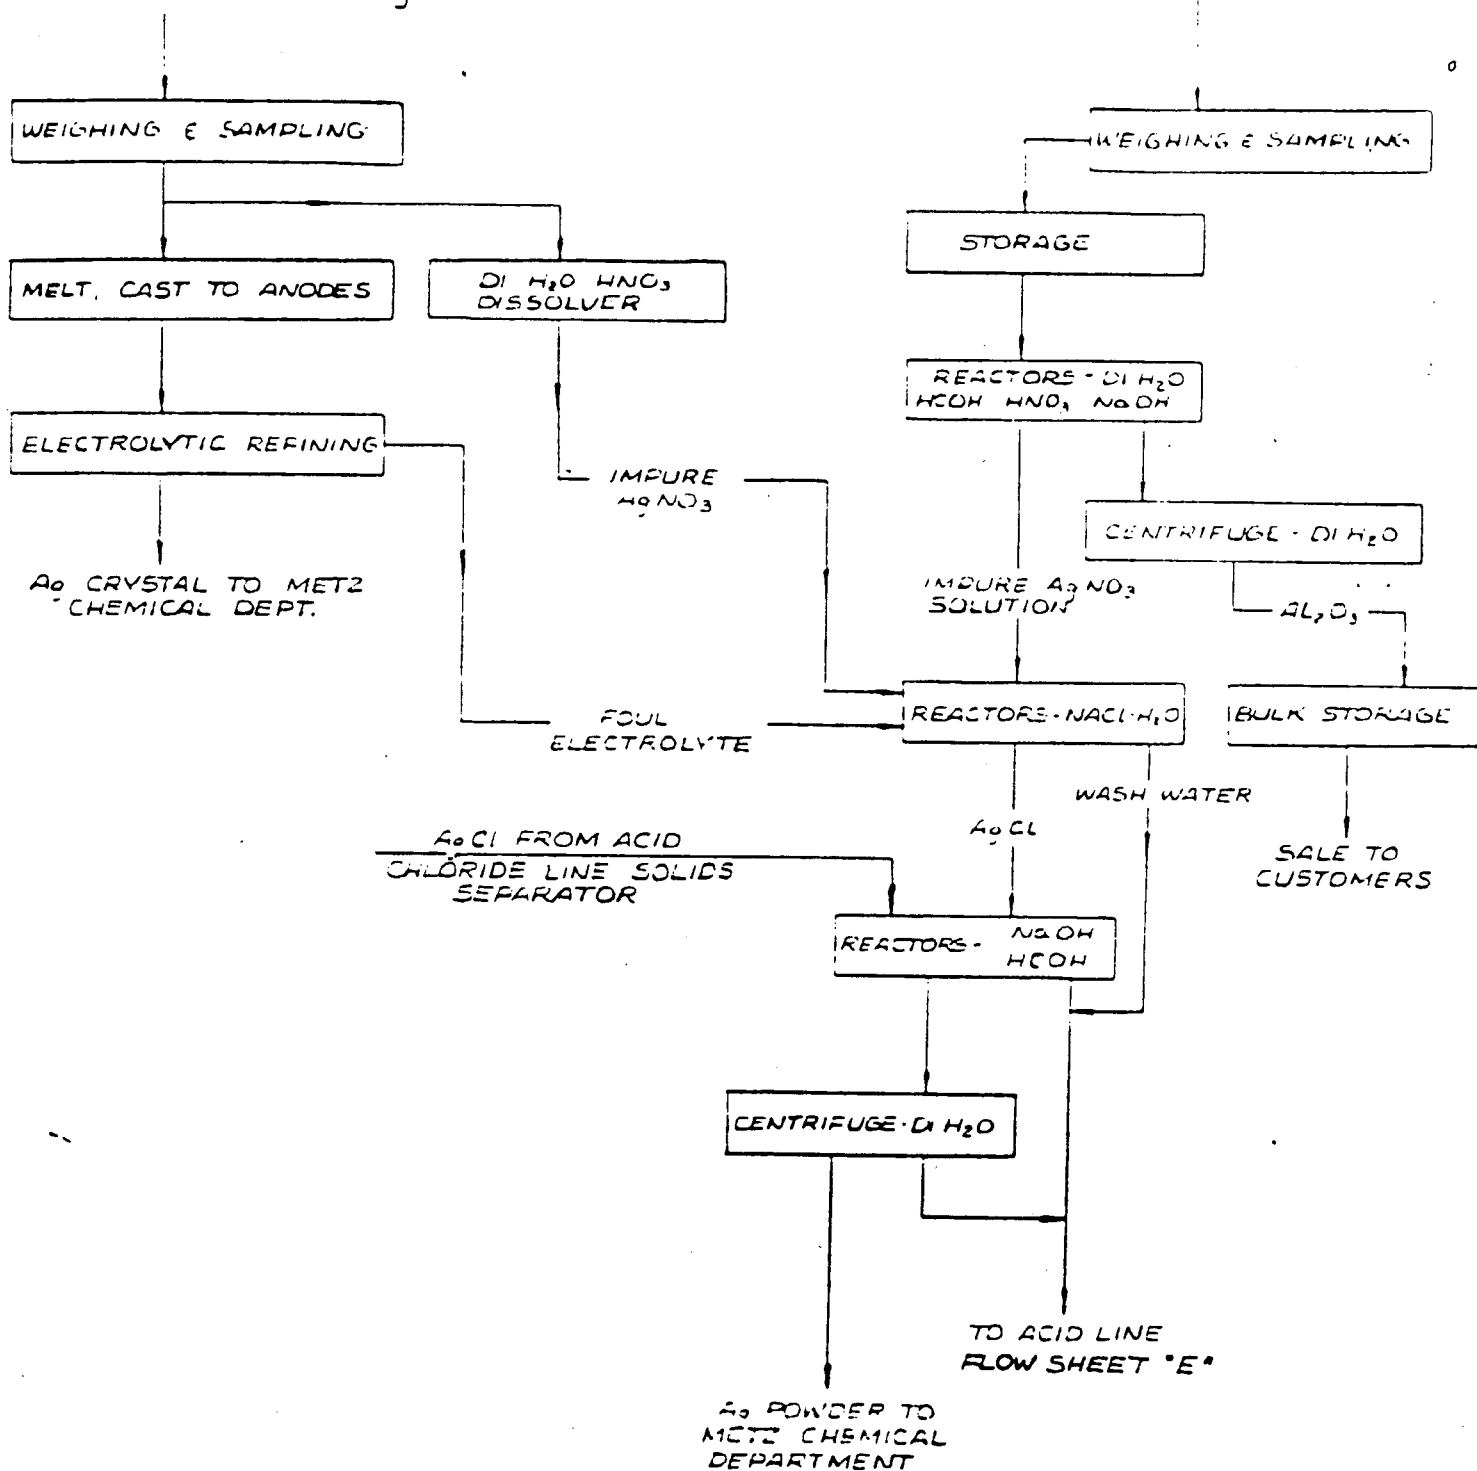 WEIGHING & SAMPLING
WEIGHING & SAMPLING
STORAGE
MELT, CAST TO ANODES
DI H₂O HNO₃
DISSOLVER
REACTORS - DI H₂O
HCOH HNO₃ NaOH
ELECTROLYTIC REFINING
IMPURE
AgNO₃
CENTRIFUGE - DI H₂O
Ag CRYSTAL TO METZ
CHEMICAL DEPT.
IMPURE AgNO₃
SOLUTION
AL₂O₃
REACTORS - NACl - H₂O
BULK STORAGE
FOUL
ELECTROLYTE
WASH WATER
AgCl
AgCl FROM ACID
CHLORIDE LINE SOLIDS
SEPARATOR
SALE TO
CUSTOMERS
REACTORS - NaOH
HCOH
CENTRIFUGE - DI H₂O
TO ACID LINE
FLOW SHEET "E"
Ag POWDER TO
METZ CHEMICAL
DEPARTMENT